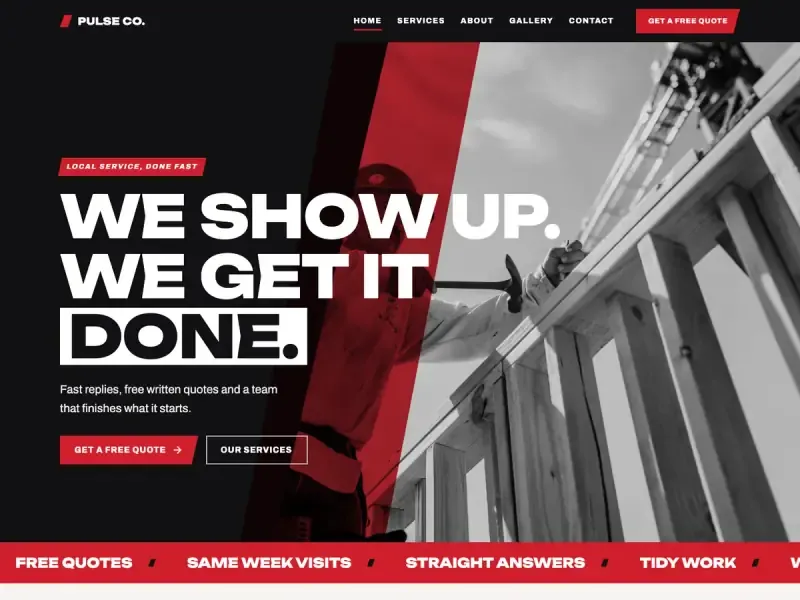 PULSE CO.
HOME SERVICES ABOUT GALLERY CONTACT GET A FREE QUOTE
LOCAL SERVICE, DONE FAST
WE SHOW UP.
WE GET IT
DONE.
Fast replies, free written quotes and a team
that finishes what it starts.
GET A FREE QUOTE → OUR SERVICES
FREE QUOTES / SAME WEEK VISITS / STRAIGHT ANSWERS / TIDY WORK /